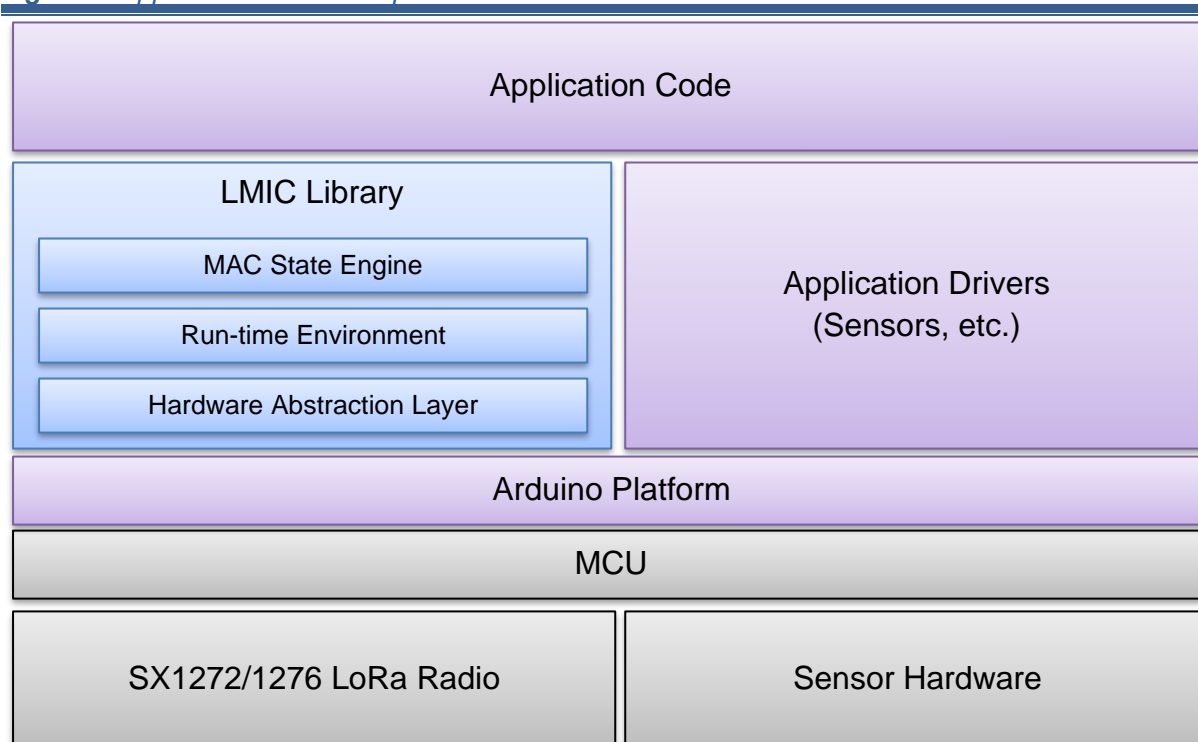 Application Code
LMIC Library
MAC State Engine
Run-time Environment
Hardware Abstraction Layer
Application Drivers
(Sensors, etc.)
Arduino Platform
MCU
SX1272/1276 LoRa Radio
Sensor Hardware